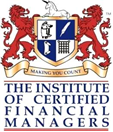 MAKING YOU COUNT
THE INSTITUTE
OF CERTIFIED
FINANCIAL
MANAGERS